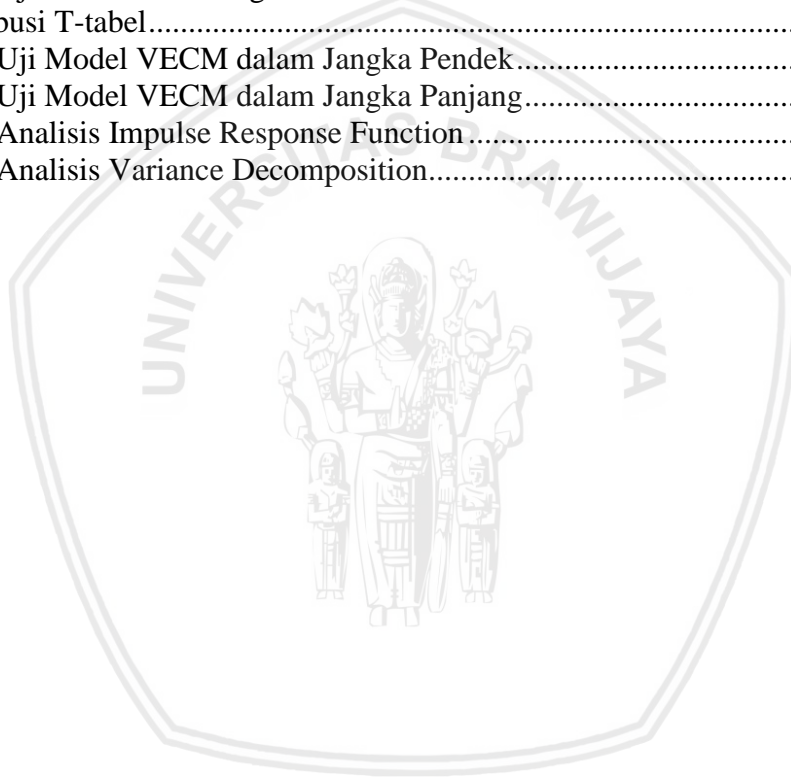 busi T-tabel..........................................................................................
Uji Model VECM dalam Jangka Pendek......................................
Uji Model VECM dalam Jangka Panjang.....................................
Analisis Impulse Response Function.............................................
Analisis Variance Decomposition...................................................
UNIVERSITAS BRAWIJAYA